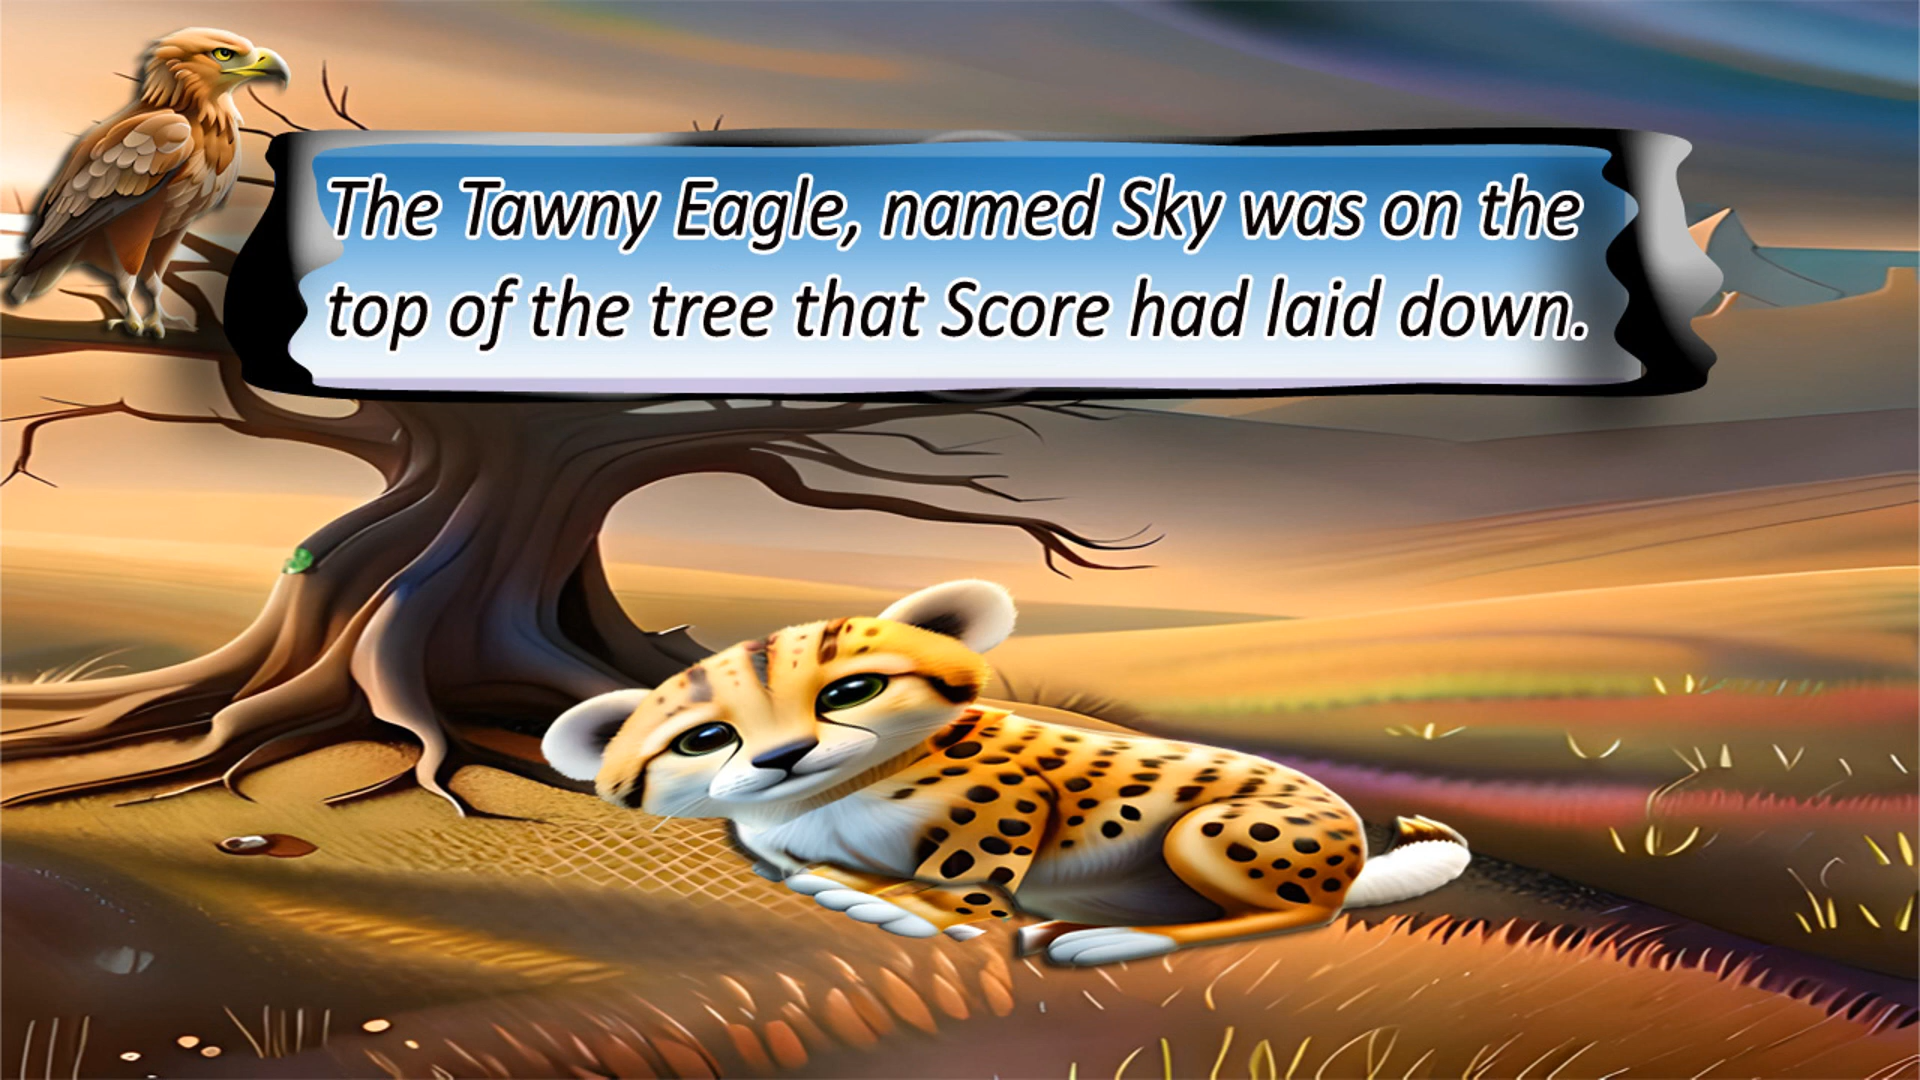 The Tawny Eagle, named Sky was on the
top of the tree that Score had laid down.